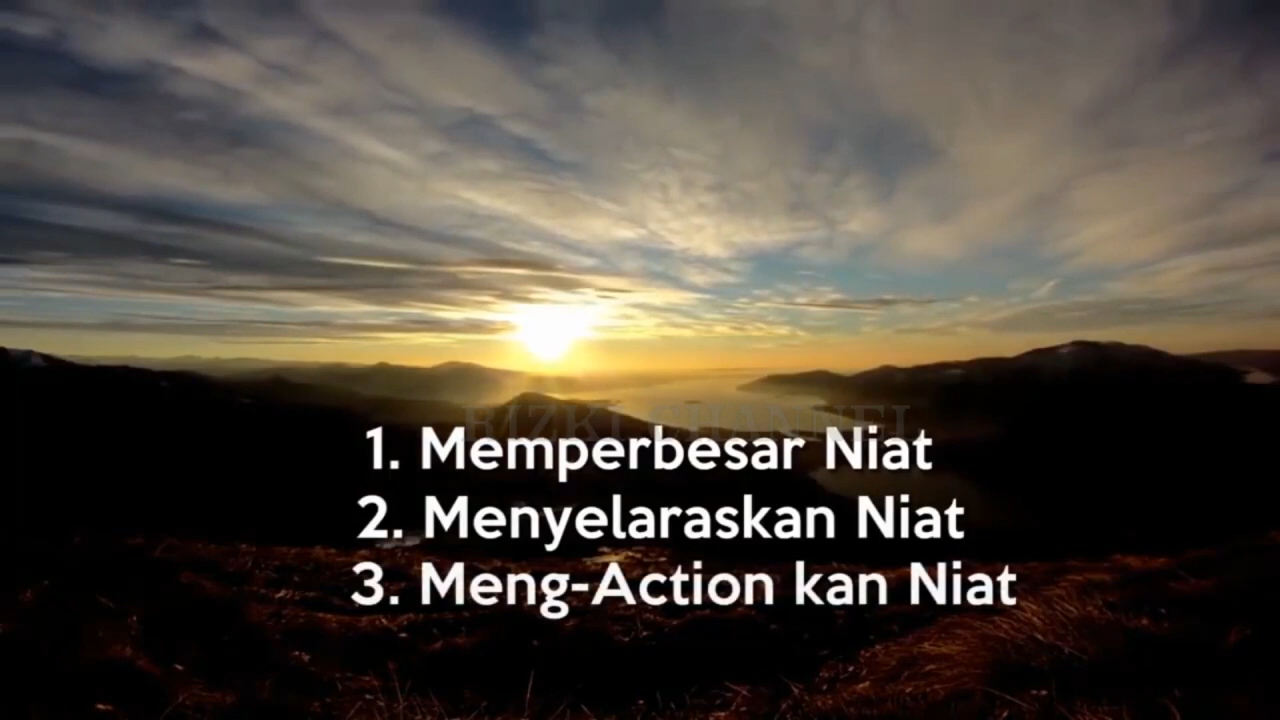 1. Memperbesar Niat
2. Menyelaraskan Niat
3. Meng-Action kan Niat